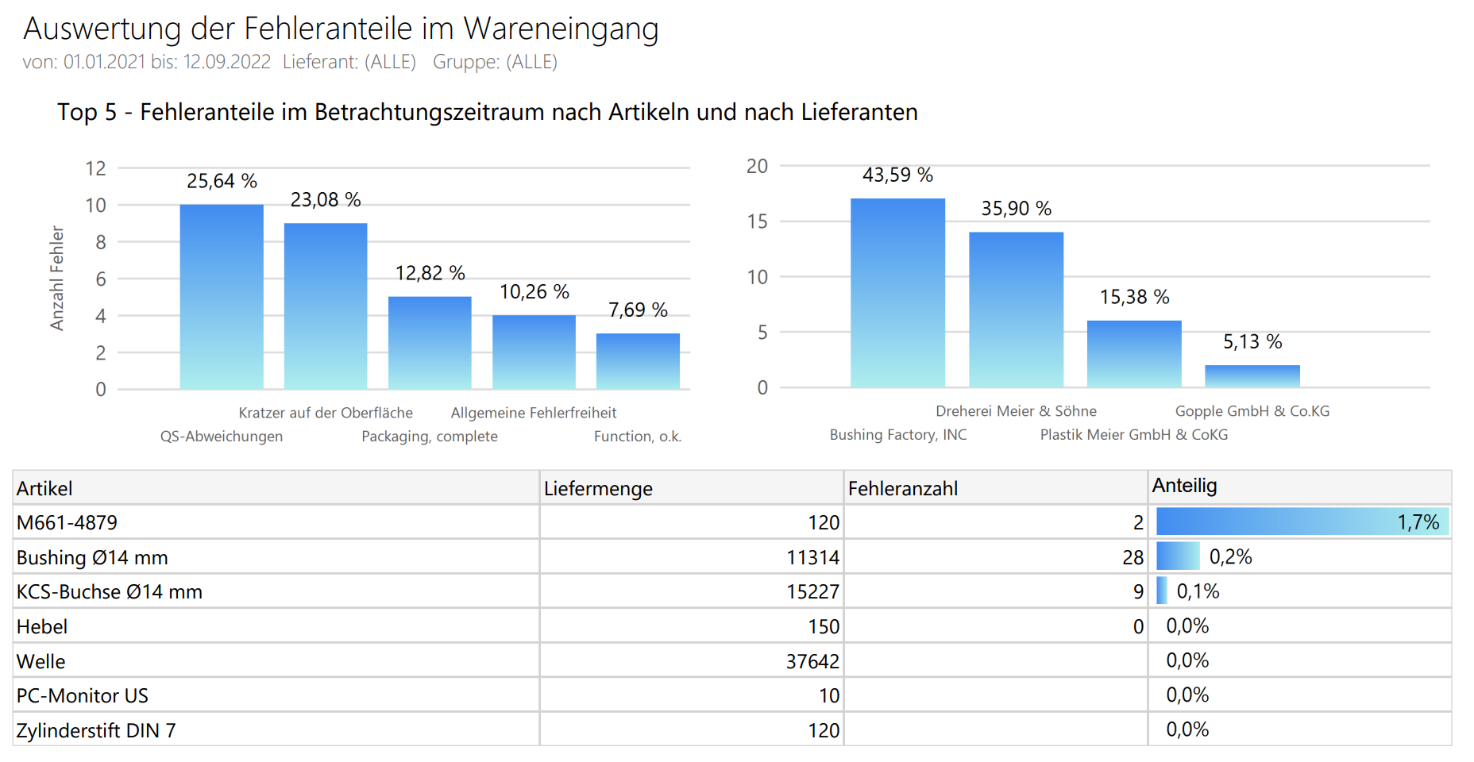 Auswertung der Fehleranteile im Wareneingang
von: 01.01.2021 bis: 12.09.2022 Lieferant: (ALLE) Gruppe: (ALLE)
Top 5 - Fehleranteile im Betrachtungszeitraum nach Artikeln und nach Lieferanten
Anzahl Fehler
12
10
8
6
4
2
0
25,64 %
23,08 %
12,82 %
10,26 %
7,69 %
Kratzer auf der Oberfläche Allgemeine Fehlerfreiheit
QS-Abweichungen Packaging, complete Function, o.k.
20
15
10
5
0
43,59 %
35,90 %
15,38 %
5,13 %
Dreherei Meier & Söhne Gopple GmbH & Co.KG
Bushing Factory, INC Plastik Meier GmbH & CoKG
Artikel Liefermenge Fehleranzahl Anteilig
M661-4879 120 2 1,7%
Bushing Ø14 mm 11314 28 0,2%
KCS-Buchse Ø14 mm 15227 9 0,1%
Hebel 150 0 0,0%
Welle 37642 0,0%
PC-Monitor US 10 0,0%
Zylinderstift DIN 7 120 0,0%